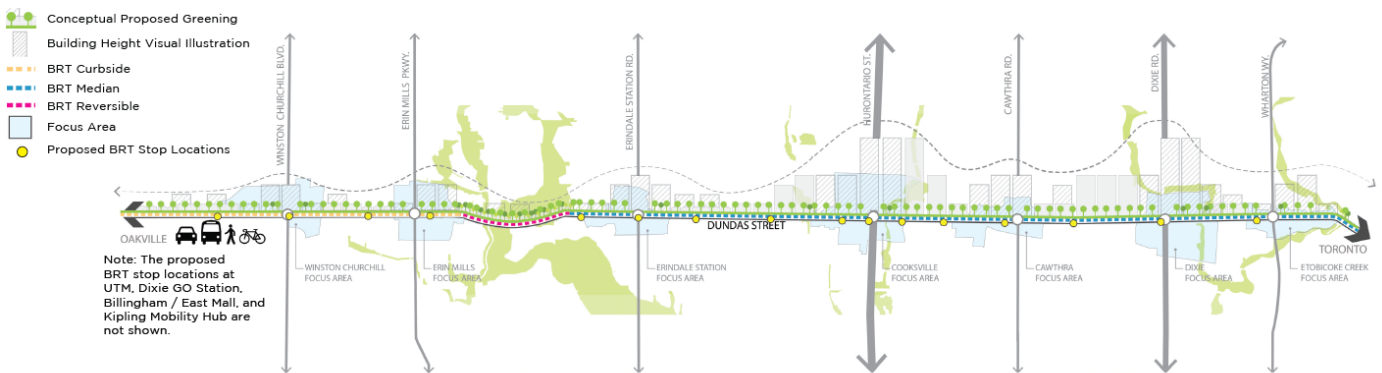 Conceptual Proposed Greening
Building Height Visual Illustration
BRT Curbside
BRT Median
BRT Reversible
Focus Area
Proposed BRT Stop Locations
WINSTON CHURCHILL BLVD.
ERIN MILLS PKWY.
ERINDALE STATION RD.
HURONTARIO ST.
CAWTHRA RD.
DIXIE RD.
WHARTON WY.
OAKVILLE
DUNDAS STREET
TORONTO
Note: The proposed
BRT stop locations at
UTM, Dixie GO Station,
Billingham / East Mall, and
Kipling Mobility Hub are
not shown.
WINSTON CHURCHILL
FOCUS AREA
ERIN MILLS
FOCUS AREA
ERINDALE STATION
FOCUS AREA
COOKSVILLE
FOCUS AREA
CAWTHRA
FOCUS AREA
DIXIE
FOCUS AREA
ETOBICOKE CREEK
FOCUS AREA